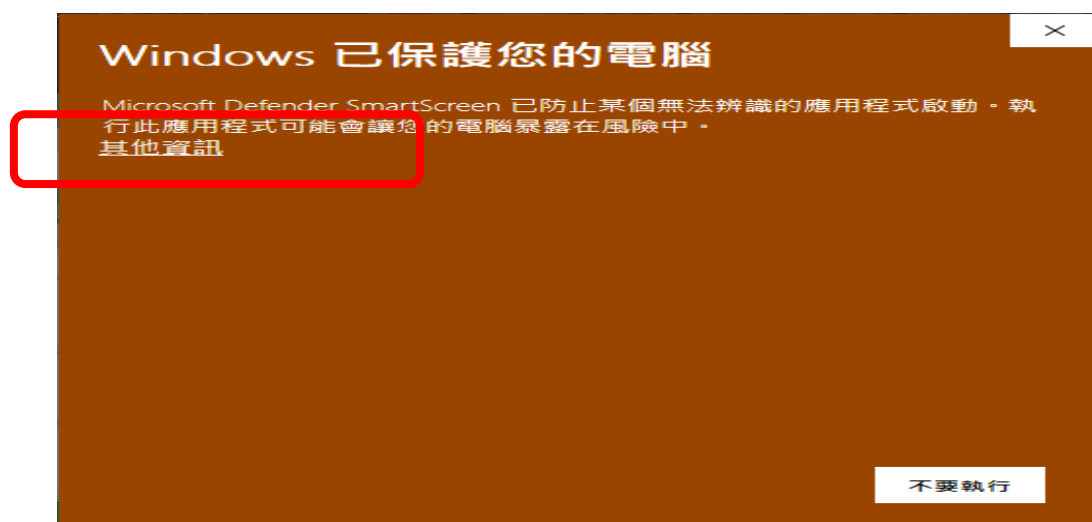 Windows 已保護您的電腦
Microsoft Defender SmartScreen 已防止某個無法辨識的應用程式啟動。執
行此應用程式可能會讓您的電腦暴露在風險中。
其他資訊
不要執行